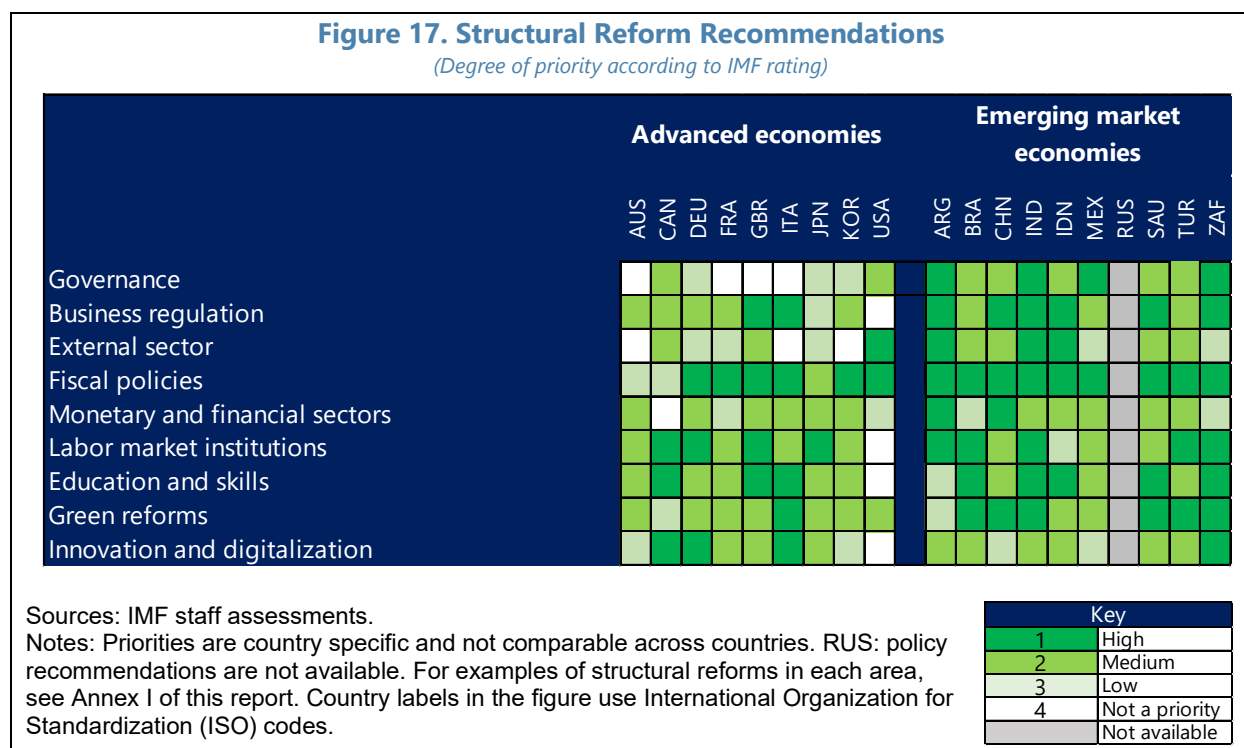 Figure 17. Structural Reform Recommendations
(Degree of priority according to IMF rating)
Advanced economies
Emerging market
economies
AUS CAN DEU FRA GBR ITA JPN KOR USA ARG BRA CHN IND IDN MEX RUS SAU TUR ZAF
Governance
Business regulation
External sector
Fiscal policies
Monetary and financial sectors
Labor market institutions
Education and skills
Green reforms
Innovation and digitalization
Sources: IMF staff assessments.
Notes: Priorities are country specific and not comparable across countries. RUS: policy
recommendations are not available. For examples of structural reforms in each area,
see Annex I of this report. Country labels in the figure use International Organization for
Standardization (ISO) codes.
Key
1 High
2 Medium
3 Low
4 Not a priority
Not available